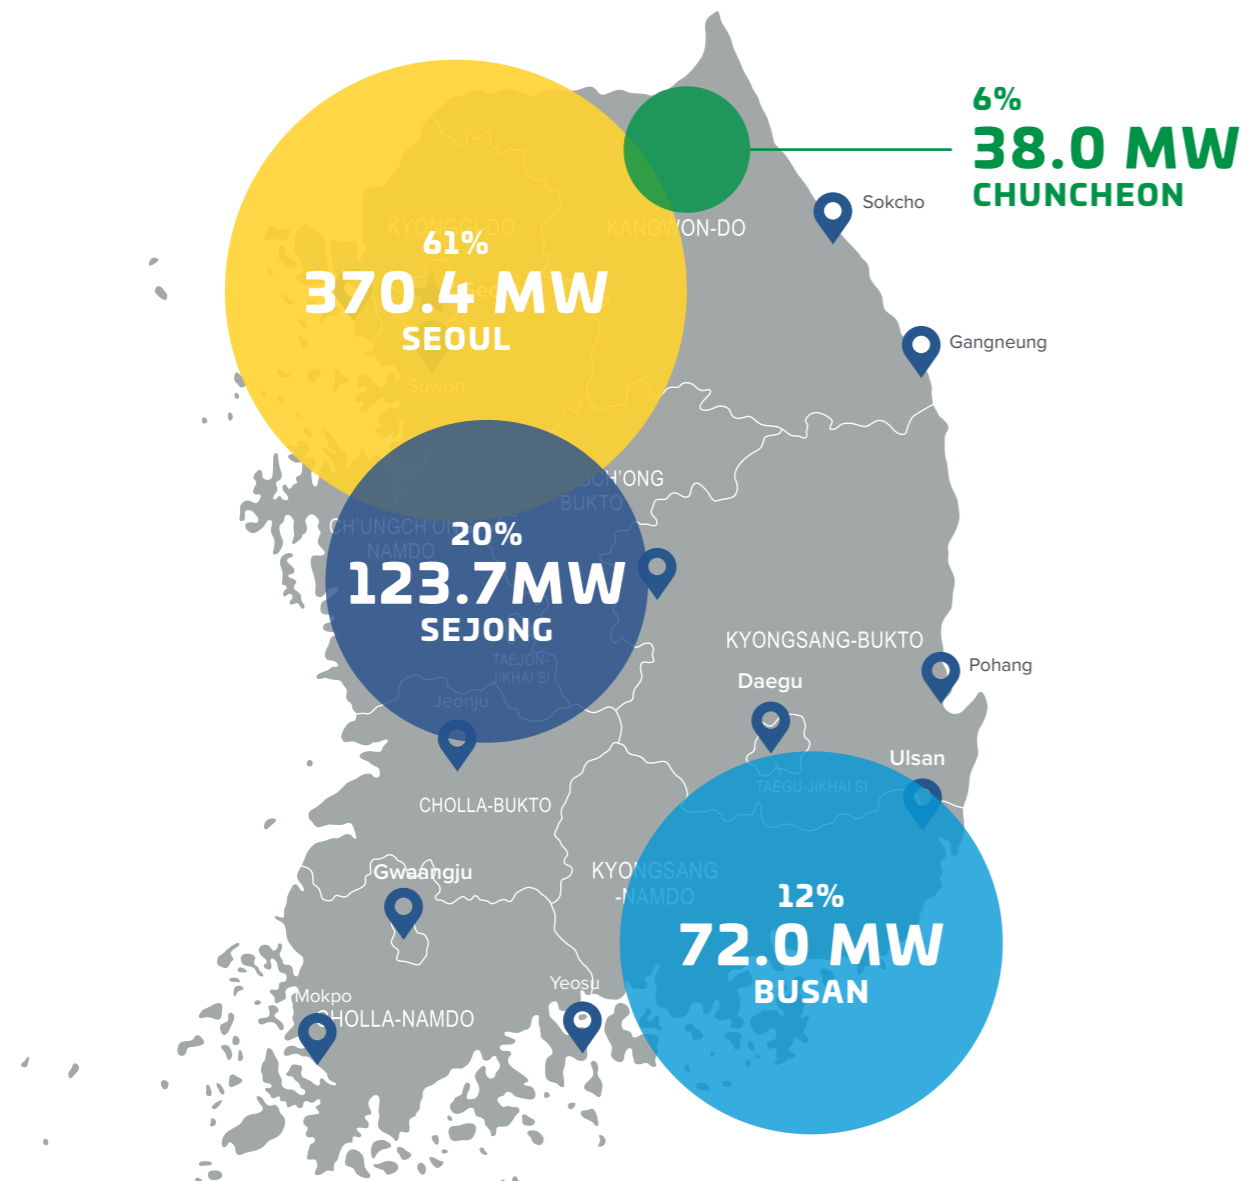 6%
38.0 MW
CHUNCHEON
Sokcho
KYONGGI-DO
KANGWON-DO
61%
370.4 MW
SEOUL
Gangneung
Suwon
CH'ONG
BUKTO
CH'UNGCH'ON
NAMDO
20%
123.7MW
SEJONG
KYONGSANG-BUKTO
TAEJON-
JIKHAI SI
Pohang
Daegu
Jeonju
Ulsan
TAEGU-JIKHAI SI
CHOLLA-BUKTO
Gwaangju
KYONGSANG
-NAMDO
12%
72.0 MW
BUSAN
Yeosu
Mokpo
CHOLLA-NAMDO